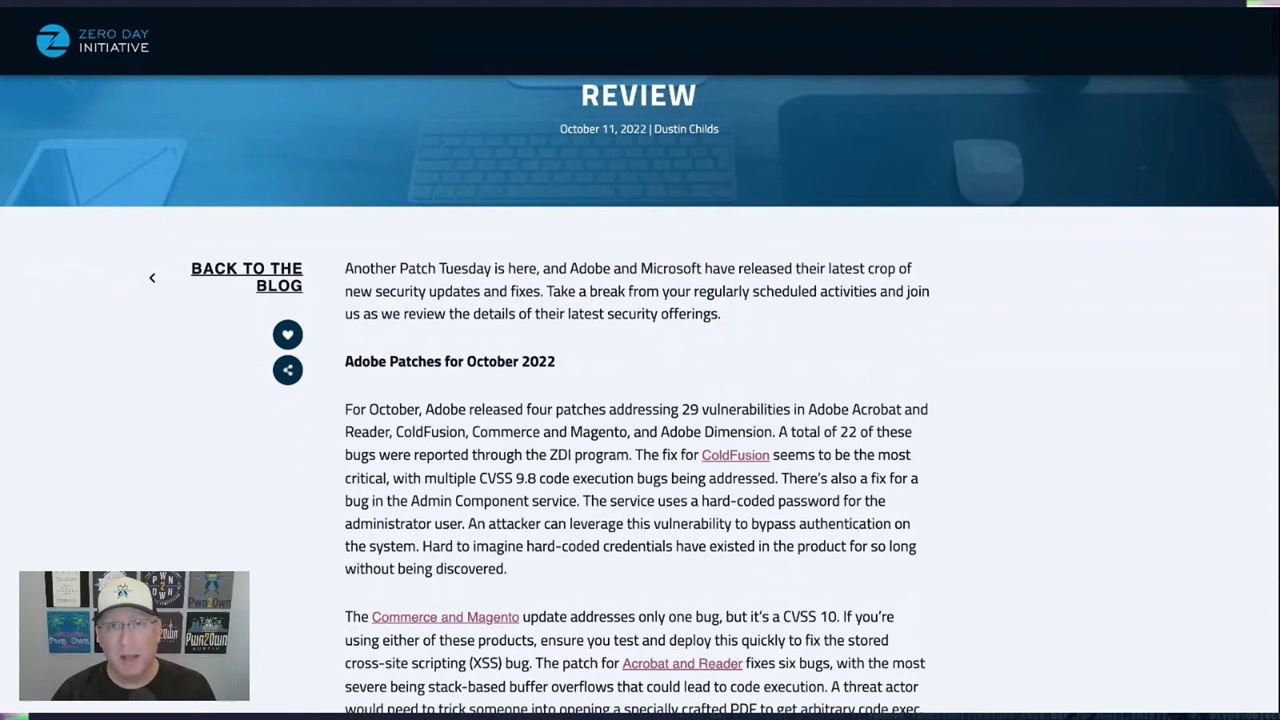 ZERO DAY
INITIATIVE
REVIEW
October 11, 2022 | Dustin Childs
BACK TO THE
BLOG
Another Patch Tuesday is here, and Adobe and Microsoft have released their latest crop of
new security updates and fixes. Take a break from your regularly scheduled activities and join
us as we review the details of their latest security offerings.
Adobe Patches for October 2022
For October, Adobe released four patches addressing 29 vulnerabilities in Adobe Acrobat and
Reader, ColdFusion, Commerce and Magento, and Adobe Dimension. A total of 22 of these
bugs were reported through the ZDI program. The fix for ColdFusion seems to be the most
critical, with multiple CVSS 9.8 code execution bugs being addressed. There's also a fix for a
bug in the Admin Component service. The service uses a hard-coded password for the
administrator user. An attacker can leverage this vulnerability to bypass authentication on
the system. Hard to imagine hard-coded credentials have existed in the product for so long
without being discovered.
The Commerce and Magento update addresses only one bug, but it's a CVSS 10. If you're
using either of these products, ensure you test and deploy this quickly to fix the stored
cross-site scripting (XSS) bug. The patch for Acrobat and Reader fixes six bugs, with the most
severe being stack-based buffer overflows that could lead to code execution. A threat actor
would need to trick someone into opening a specially crafted PDF to get arbitrary code exec.
Pwn2Own
AUSTIN